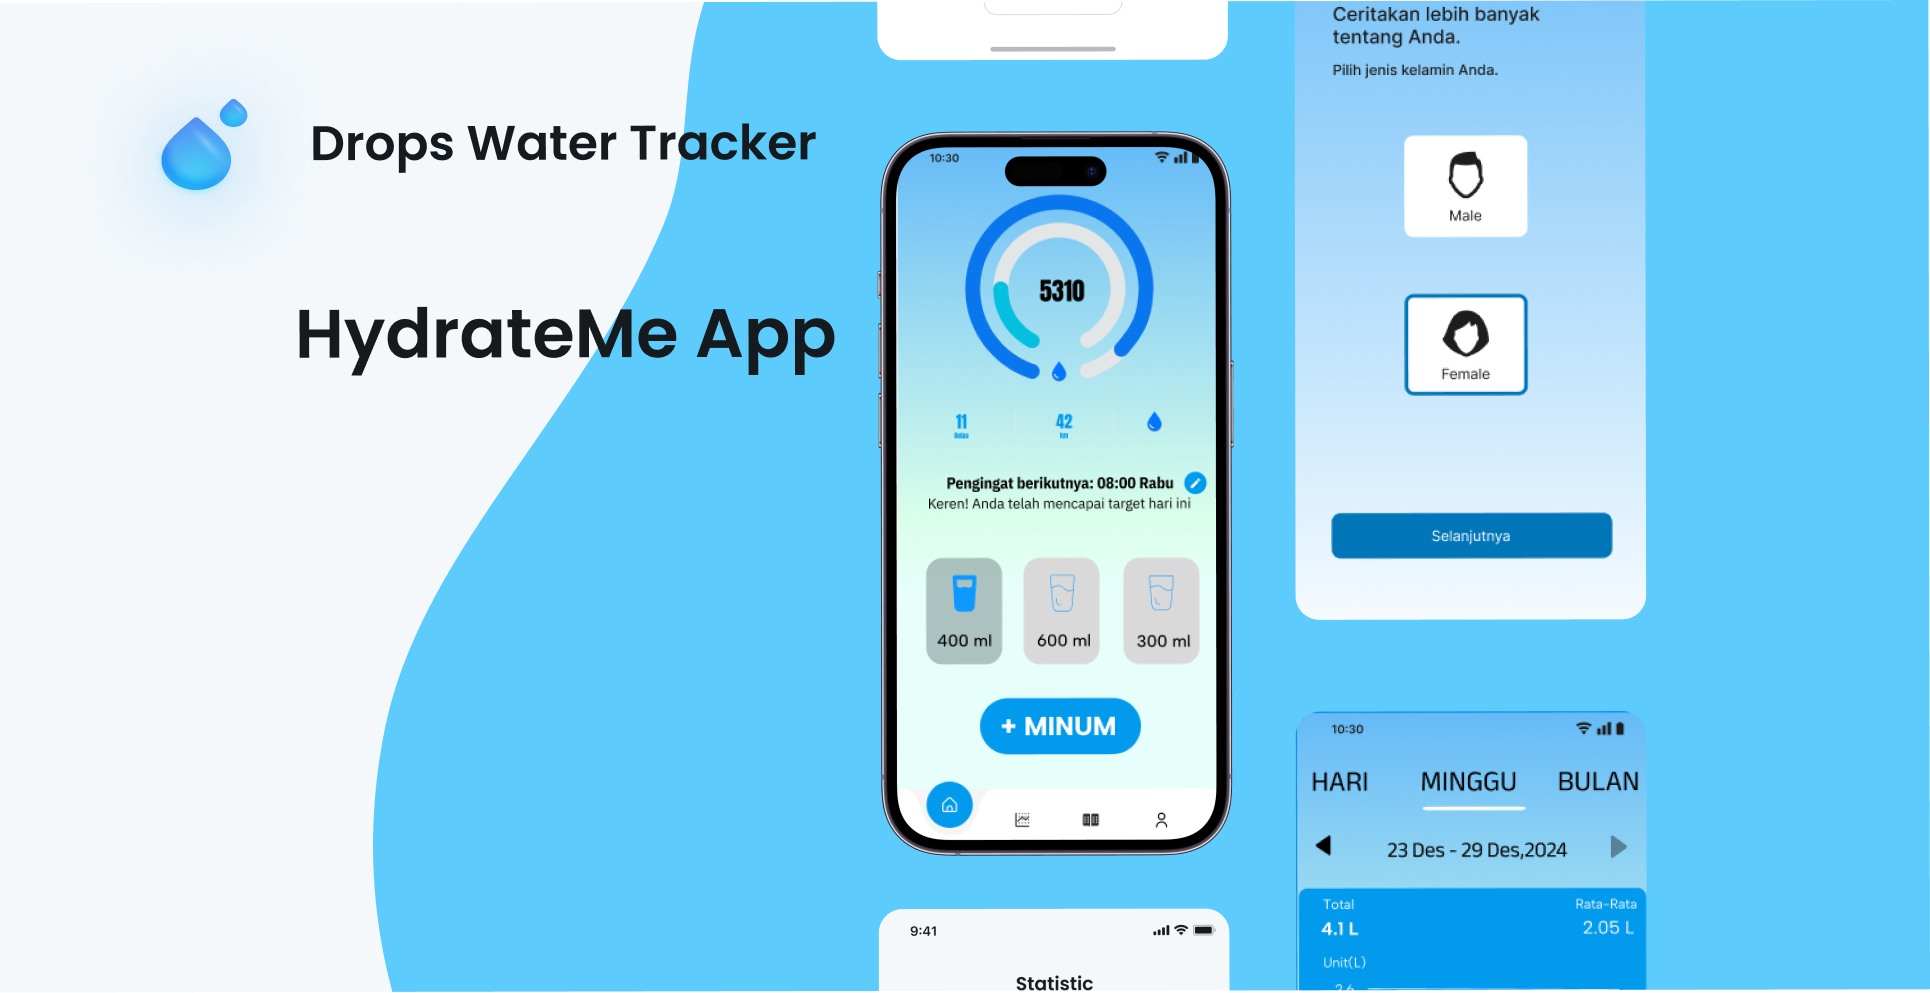 Drops Water Tracker
HydrateMe App
10:30
5310
11
42
km
Pengingat berikutnya: 08:00 Rabu
Keren! Anda telah mencapai target hari ini
400 ml
600 ml
300 ml
+ MINUM
9:41
Statistic
Ceritakan lebih banyak
tentang Anda.
Pilih jenis kelamin Anda.
Male
Female
Selanjutnya
10:30
HARI MINGGU BULAN
23 Des - 29 Des,2024
Total Rata-Rata
4.1 L 2.05 L
Unit(L)